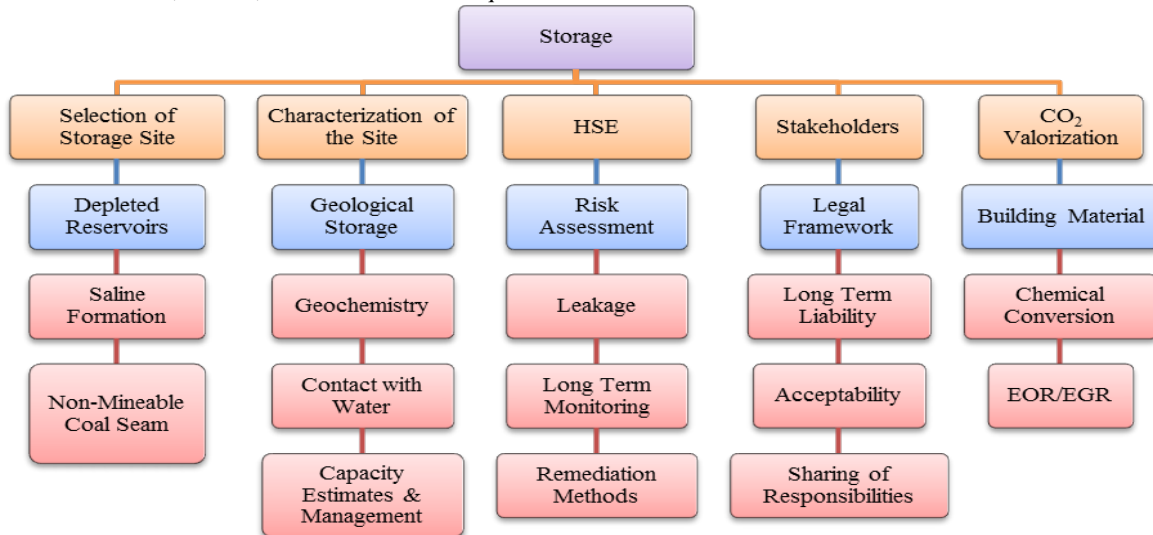 Storage
Selection of
Storage Site
Characterization of
the Site
HSE
Stakeholders
CO₂
Valorization
Depleted
Reservoirs
Geological
Storage
Risk
Assessment
Legal
Framework
Building Material
Saline
Formation
Geochemistry
Leakage
Long Term
Liability
Chemical
Conversion
Non-Mineable
Coal Seam
Contact with
Water
Long Term
Monitoring
Acceptability
EOR/EGR
Capacity
Estimates &
Management
Remediation
Methods
Sharing of
Responsibilities